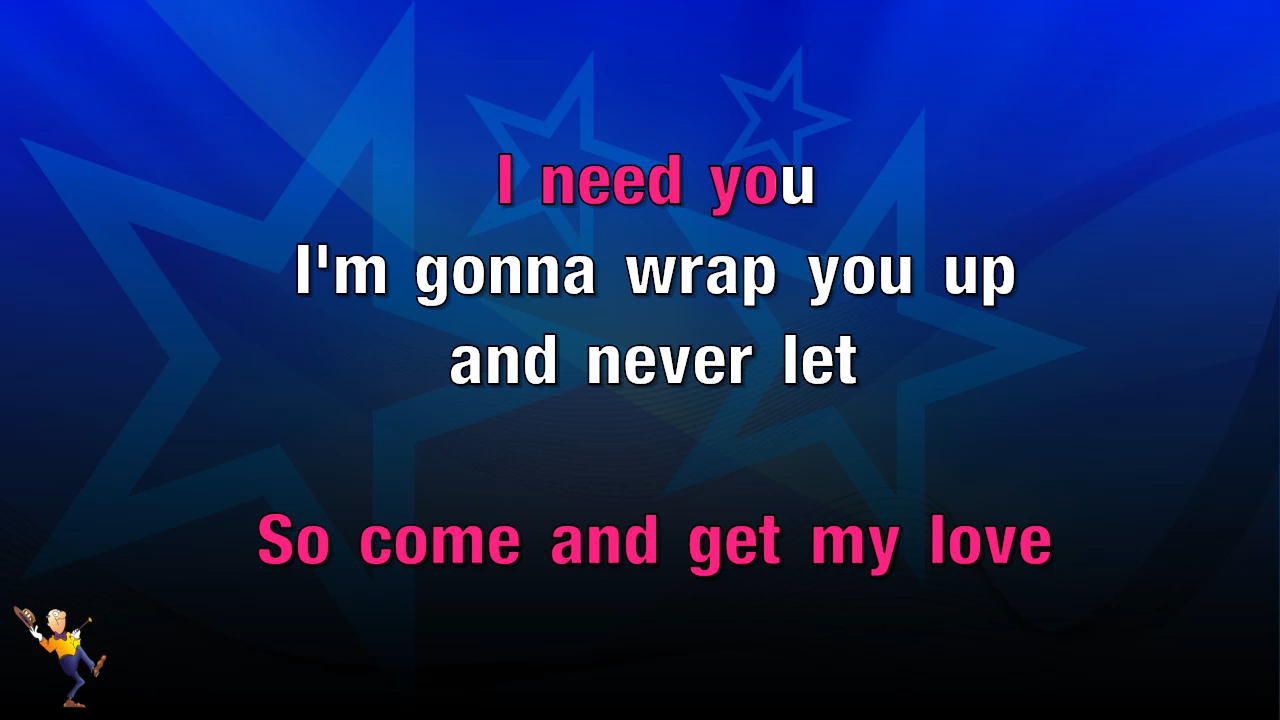 I need you
I'm gonna wrap you up
and never let
So come and get my love